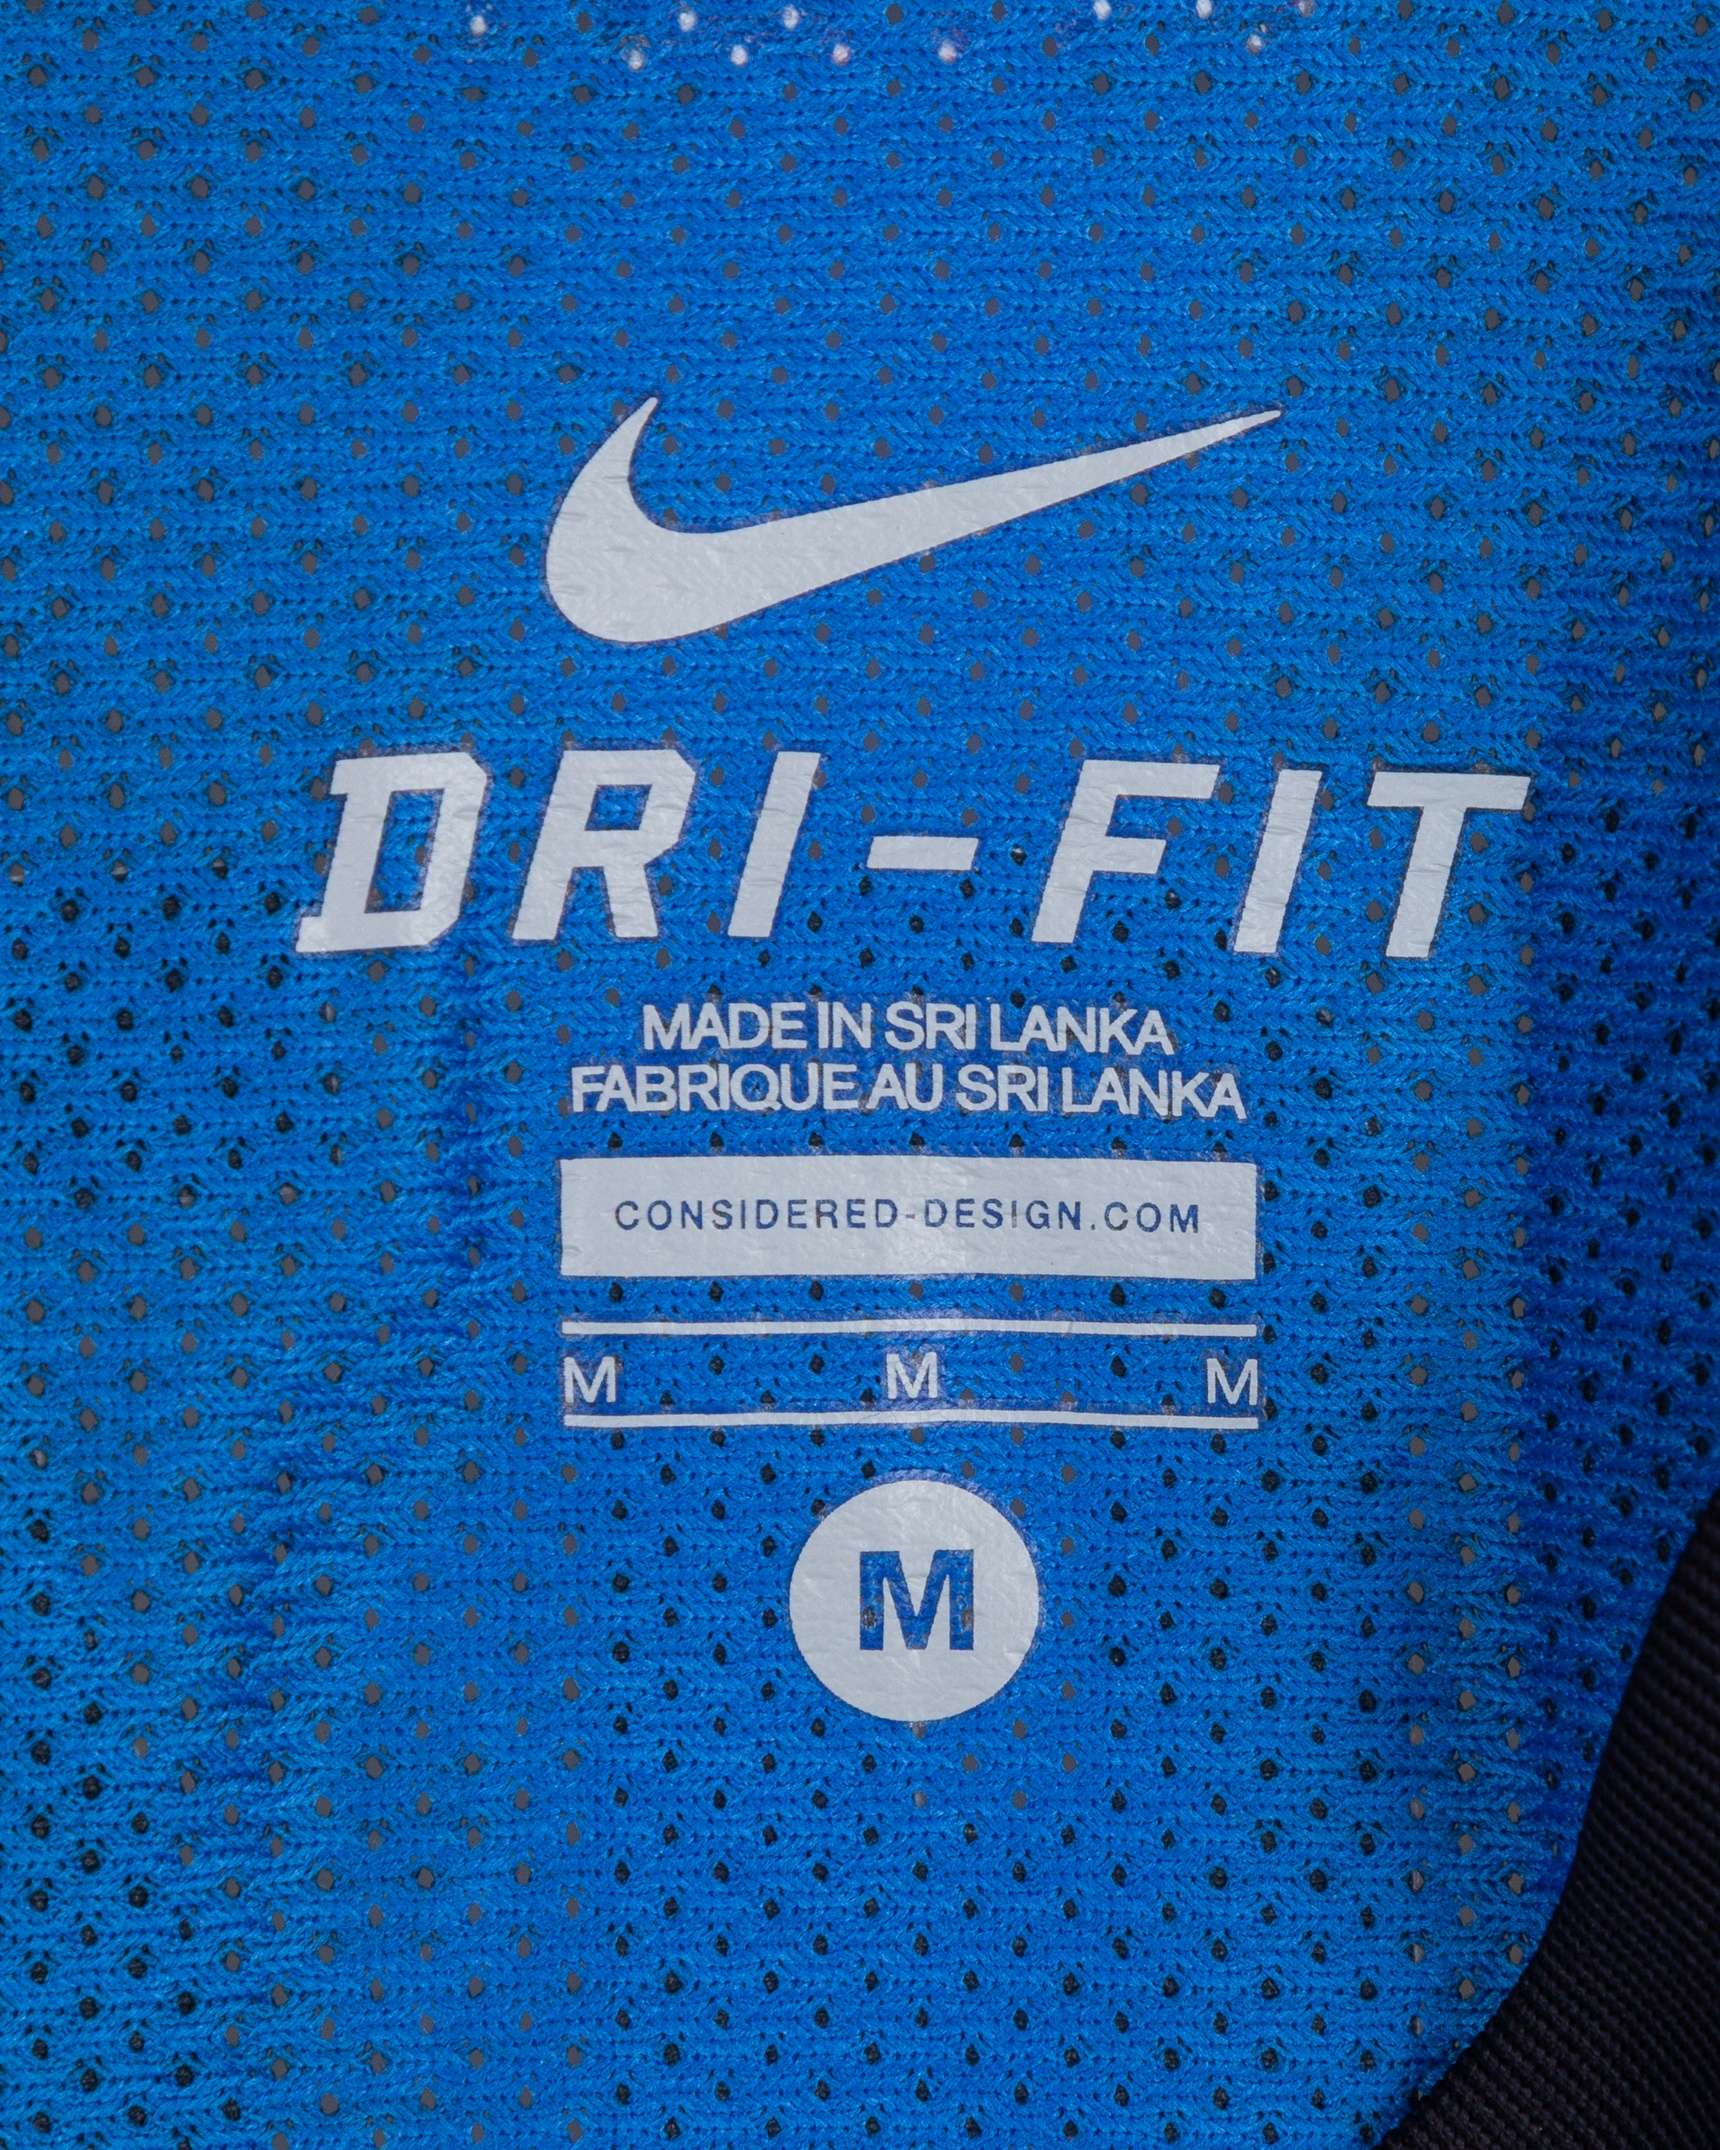 DRI-FIT
MADE IN SRI LANKA
FABRIQUE AU SRI LANKA
CONSIDERED-DESIGN.COM
M M M
M